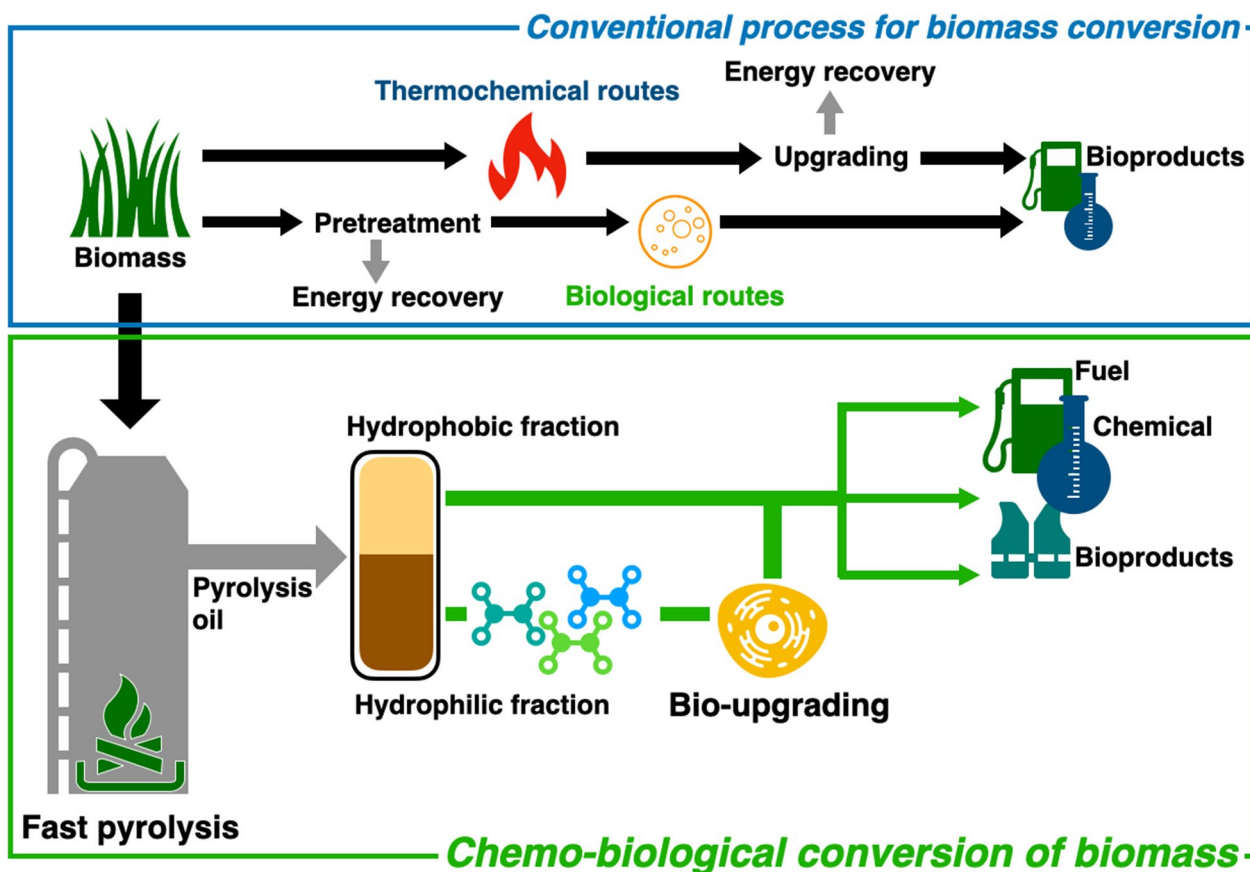 Conventional process for biomass conversion
Energy recovery
Thermochemical routes
Upgrading
Bioproducts
Biomass
Pretreatment
Energy recovery
Biological routes
Fuel
Chemical
Bioproducts
Hydrophobic fraction
Pyrolysis
oil
Hydrophilic fraction
Bio-upgrading
Fast pyrolysis
Chemo-biological conversion of biomass